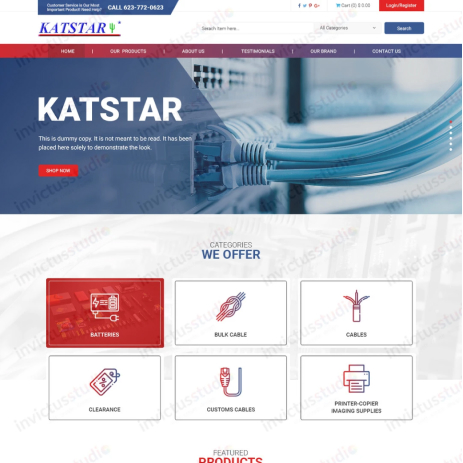 Customer Service is Our Most
Important Product! Need Help? CALL 623-772-0623
Cart (0) $ 0.00 Login/Register
KATSTAR
Search item here... All Categories Search
HOME | OUR PRODUCTS | ABOUT US | TESTIMONIALS | OUR BRAND | CONTACT US
KATSTAR
This is dummy copy. It is not meant to be read. It has been
placed here solely to demonstrate the look.
SHOP NOW
CATEGORIES
WE OFFER
BATTERIES
BULK CABLE
CABLES
CLEARANCE
CUSTOMS CABLES
PRINTER-COPIER
IMAGING SUPPLIES
FEATURED
PRODUCTS
invictusstudio